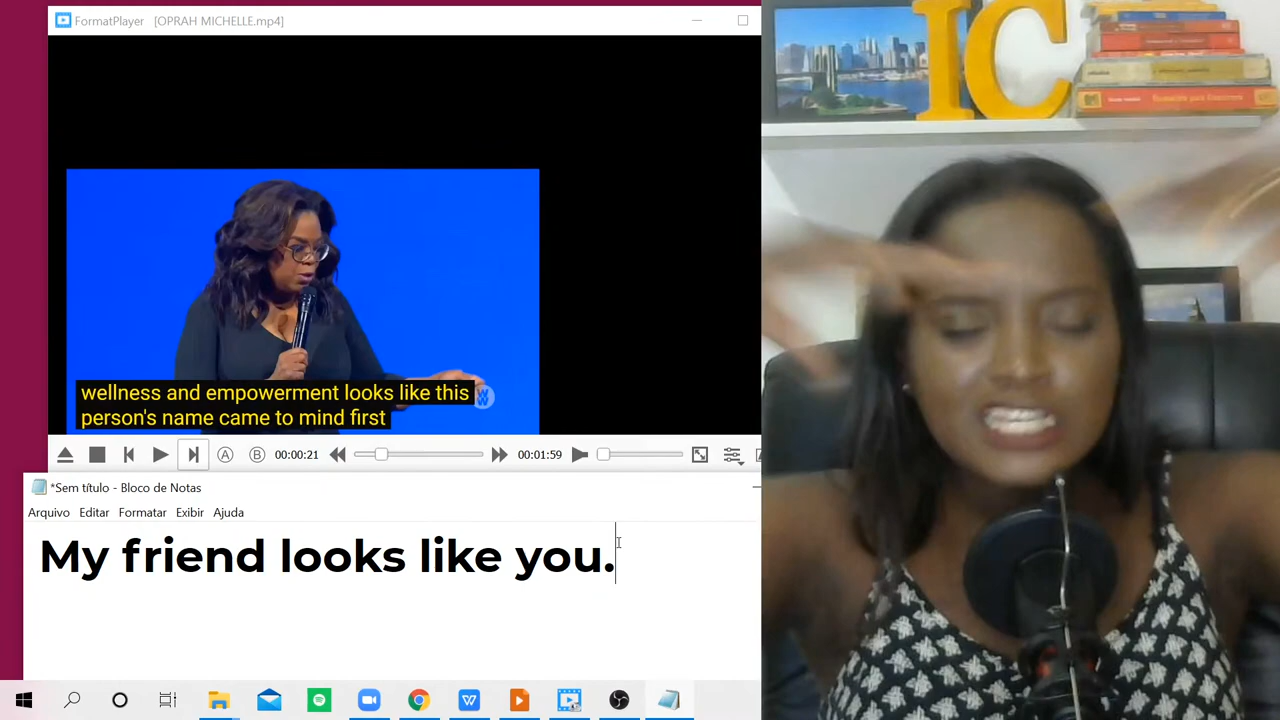 FormatPlayer [OPRAH MICHELLE.mp4]
IC
wellness and empowerment looks like this
person's name came to mind first
00:00:21
00:01:59
*Sem título - Bloco de Notas
Arquivo Editar Formatar Exibir Ajuda
My friend looks like you.